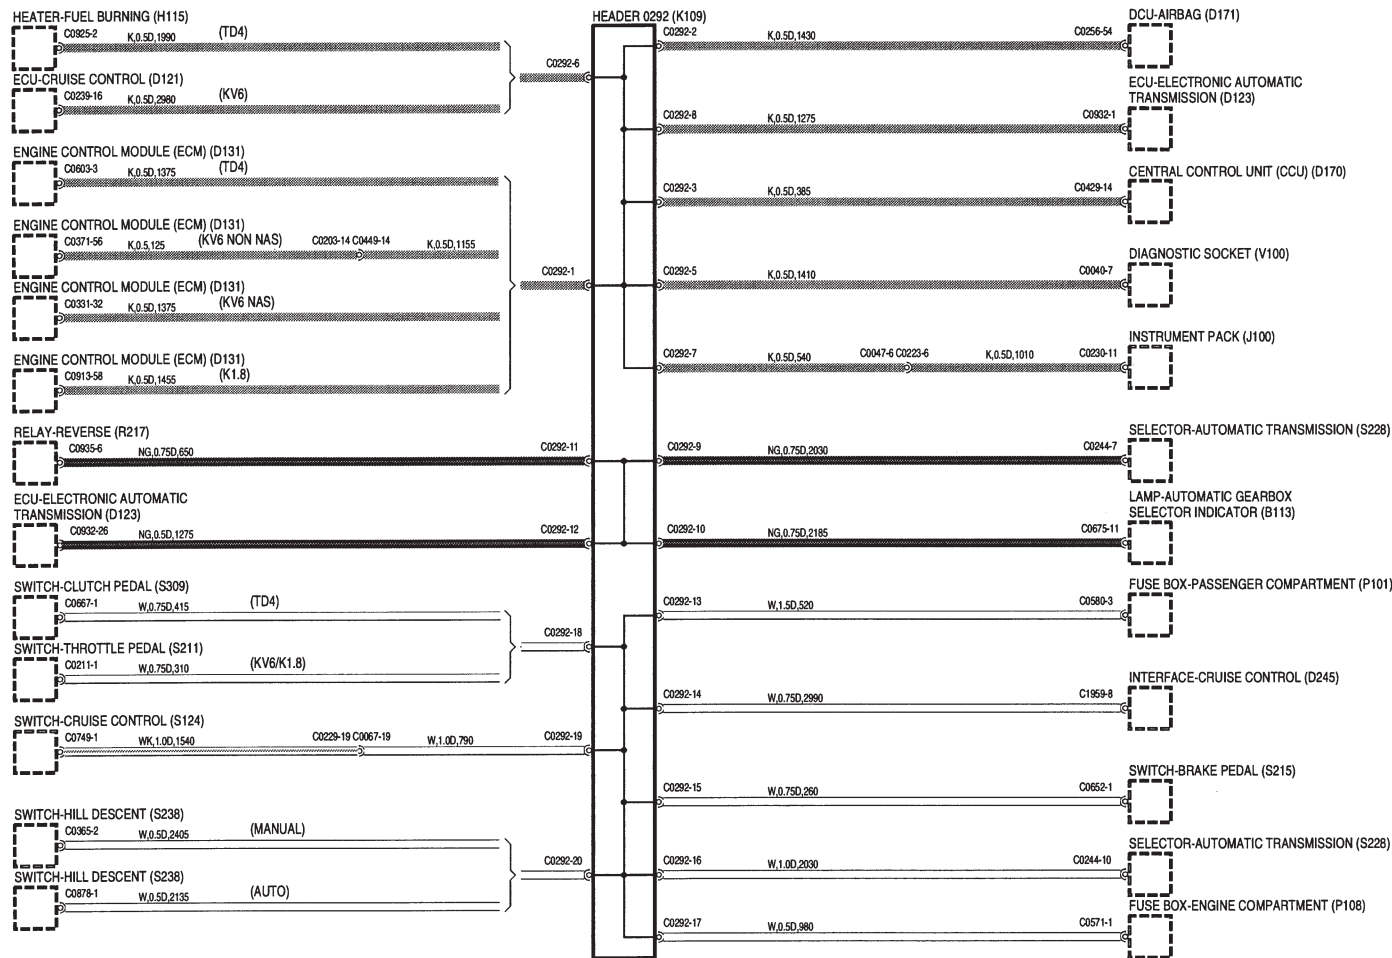 HEATER-FUEL BURNING (H115)
C0925-2 K,0.5D,1990 (TD4)
ECU-CRUISE CONTROL (D121)
C0239-16 K,0.5D,2980 (KV6)
C0292-6
ENGINE CONTROL MODULE (ECM) (D131)
C0603-3 K,0.5D,1375 (TD4)
ENGINE CONTROL MODULE (ECM) (D131)
C0371-56 K,0.5,125 (KV6 NON NAS) C0203-14 C0449-14 K,0.5D,1155
ENGINE CONTROL MODULE (ECM) (D131)
C0331-32 K,0.5D,1375 (KV6 NAS)
C0292-1
ENGINE CONTROL MODULE (ECM) (D131)
C0913-58 K,0.5D,1455 (K1.8)
RELAY-REVERSE (R217)
C0935-6 NG,0.75D,650 C0292-11
ECU-ELECTRONIC AUTOMATIC
TRANSMISSION (D123)
C0932-26 NG,0.5D,1275 C0292-12
SWITCH-CLUTCH PEDAL (S309)
C0667-1 W,0.75D,415 (TD4)
SWITCH-THROTTLE PEDAL (S211)
C0211-1 W,0.75D,310 (KV6/K1.8)
C0292-18
SWITCH-CRUISE CONTROL (S124)
C0749-1 WK,1.0D,1540 C0229-19 C0067-19 W,1.0D,790 C0292-19
SWITCH-HILL DESCENT (S238)
C0365-2 W,0.5D,2405 (MANUAL)
SWITCH-HILL DESCENT (S238)
C0878-1 W,0.5D,2135 (AUTO)
C0292-20
HEADER 0292 (K109)
DCU-AIRBAG (D171)
C0292-2 K,0.5D,1430 C0256-54
ECU-ELECTRONIC AUTOMATIC
TRANSMISSION (D123)
C0292-8 K,0.5D,1275 C0932-1
CENTRAL CONTROL UNIT (CCU) (D170)
C0292-3 K,0.5D,385 C0429-14
DIAGNOSTIC SOCKET (V100)
C0292-5 K,0.5D,1410 C0040-7
INSTRUMENT PACK (J100)
C0292-7 K,0.5D,540 C0047-6 C0223-6 K,0.5D,1010 C0230-11
SELECTOR-AUTOMATIC TRANSMISSION (S228)
C0292-9 NG,0.75D,2030 C0244-7
LAMP-AUTOMATIC GEARBOX
SELECTOR INDICATOR (B113)
C0292-10 NG,0.75D,2185 C0675-11
FUSE BOX-PASSENGER COMPARTMENT (P101)
C0292-13 W,1.5D,520 C0580-3
INTERFACE-CRUISE CONTROL (D245)
C0292-14 W,0.75D,2990 C1959-8
SWITCH-BRAKE PEDAL (S215)
C0292-15 W,0.75D,260 C0652-1
SELECTOR-AUTOMATIC TRANSMISSION (S228)
C0292-16 W,1.0D,2030 C0244-10
FUSE BOX-ENGINE COMPARTMENT (P108)
C0292-17 W,0.5D,980 C0571-1